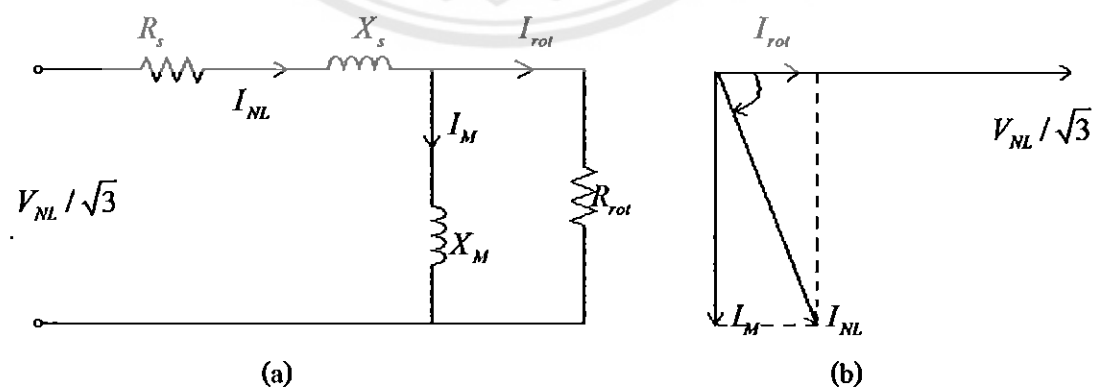 R_s
X_s
I_rot
I_NL
I_M
V_NL / √3
X_M
R_rot
(a)
I_rot
V_NL / √3
I_M
I_NL
(b)